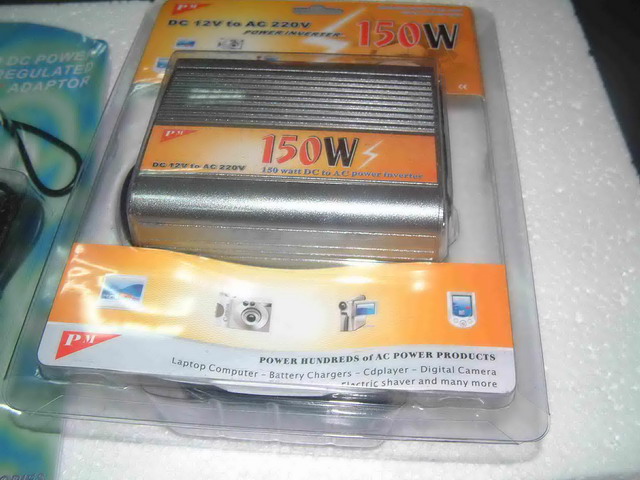 PM
DC 12V to AC 220V
POWER INVERTER
150W
DC POWER
REGULATED
ADAPTOR
PM
150W
DC 12V to AC 220V
150 watt DC to AC power inverter
PM
POWER HUNDREDS of AC POWER PRODUCTS
Laptop Computer - Battery Chargers - Cdplayer - Digital Camera
Electric shaver and many more